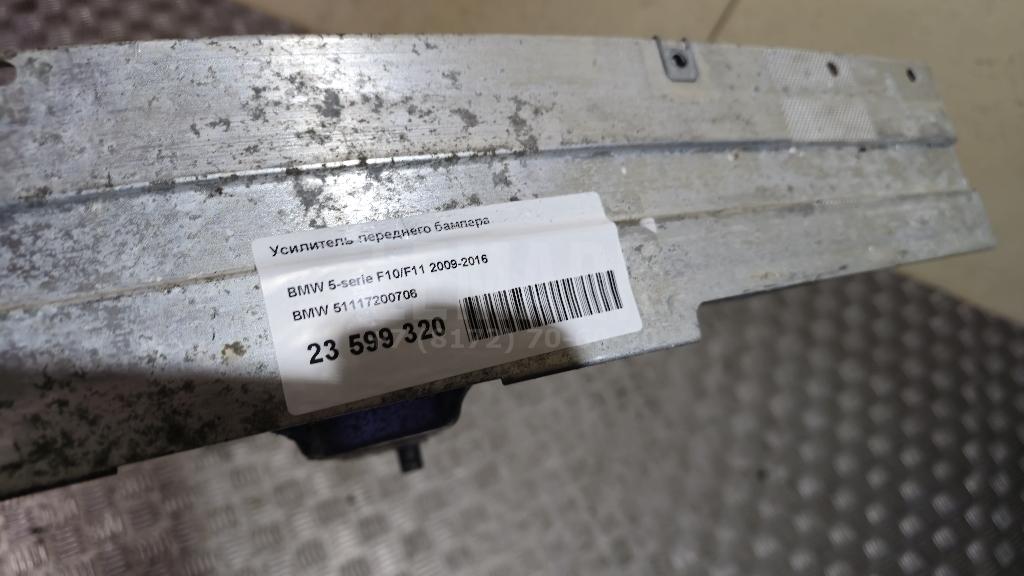 Усилитель переднего бампера
BMW 5-serie F10/F11 2009-2016
BMW 51117200706
23 599 320